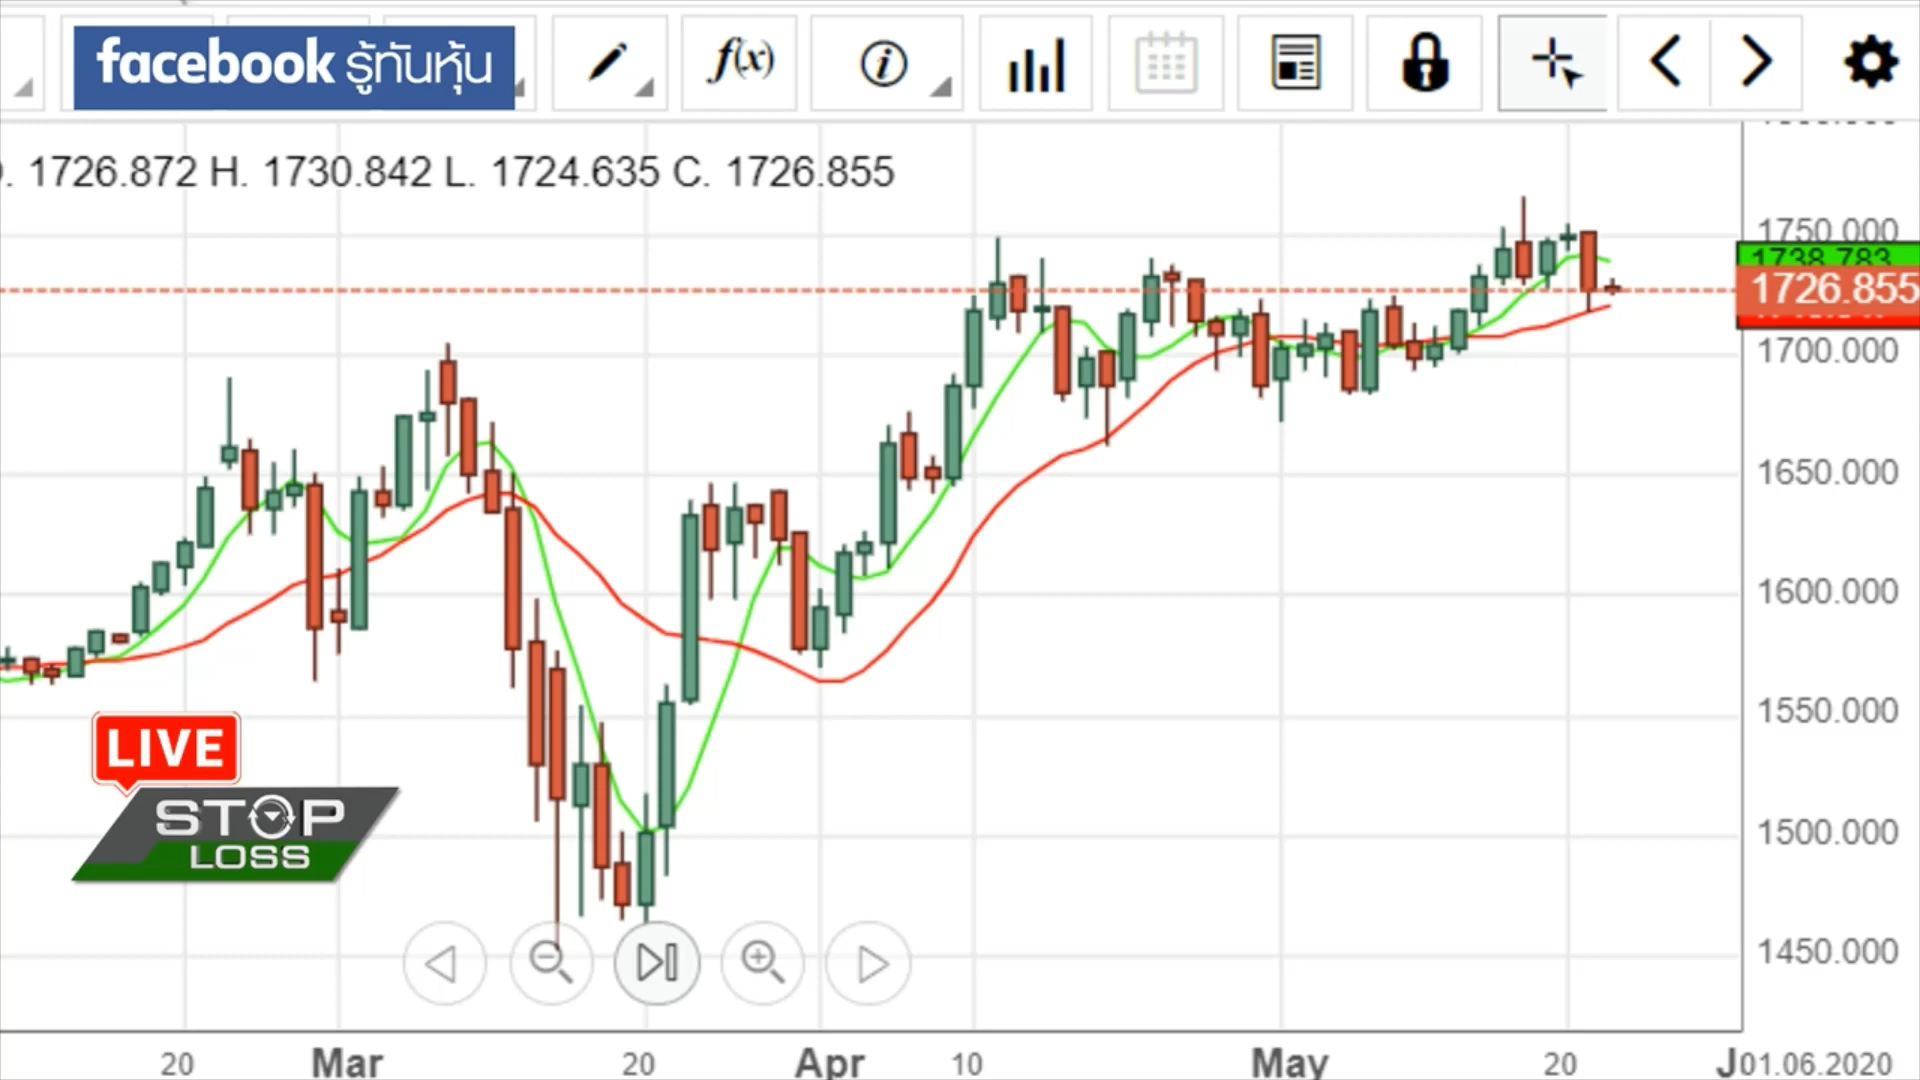 facebook รู้ทันหุ้น
f(x)
i
. 1726.872 H. 1730.842 L. 1724.635 C. 1726.855
1750.000
1738.783
1726.855
1700.000
1650.000
1600.000
1550.000
1500.000
1450.000
LIVE
STOP
LOSS
20 Mar 20 Apr 10 May 20 J 01.06.2020